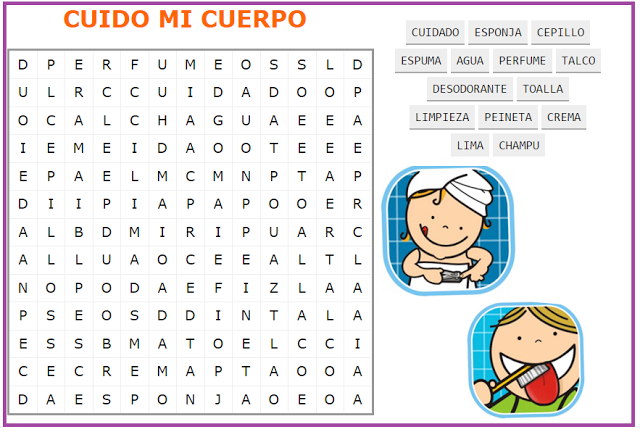 CUIDO MI CUERPO
D P E R F U M E O S S L D
U L R C C U I D A D O O P
O C A L C H A G U A E E A
I E M E I D A O O T E E E
E P A E L M C M N P T A P
D I I P I A P A P O O E R
A L B D M I R I P U A R C
A L L U A O C E E A L T L
N O P O D A E F I Z L A A
P S E O S D D I N T A L A
E S S B M A T O E L C C I
C E C R E M A P T A O O A
D A E S P O N J A O E O A
CUIDADO ESPONJA CEPILLO
ESPUMA AGUA PERFUME TALCO
DESODORANTE TOALLA
LIMPIEZA PEINETA CREMA
LIMA CHAMPU